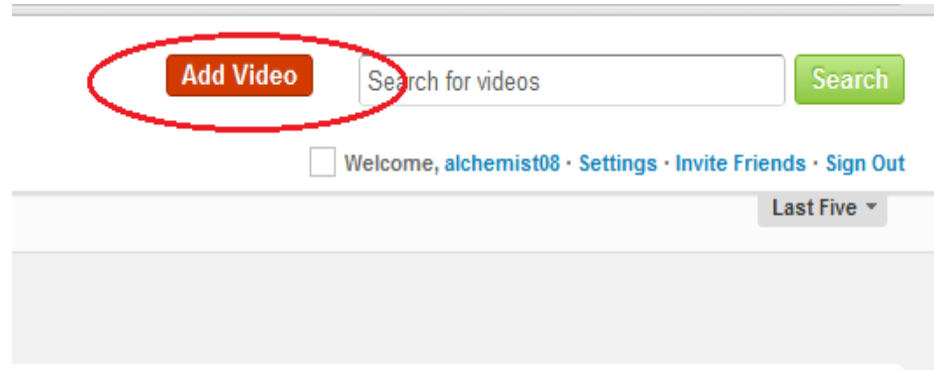 Add Video Search for videos Search
Welcome, alchemist08 · Settings · Invite Friends · Sign Out
Last Five